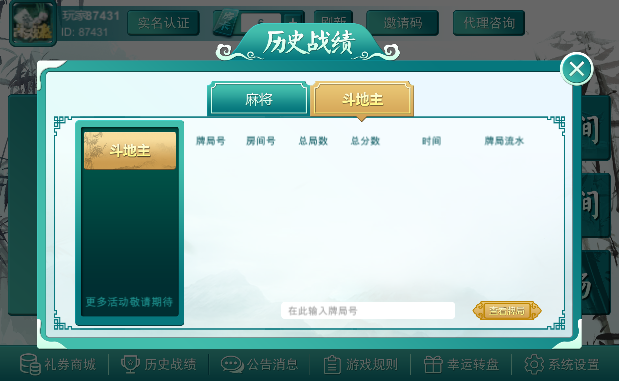 玩家87431
ID: 87431
实名认证
6
+
刷新
邀请码
代理咨询
历史战绩
麻将
斗地主
斗地主
牌局号 房间号 总局数 总分数 时间 牌局流水
间
间
场
更多活动敬请期待
在此输入牌局号
查看牌局
礼券商城 历史战绩 公告消息 游戏规则 幸运转盘 系统设置